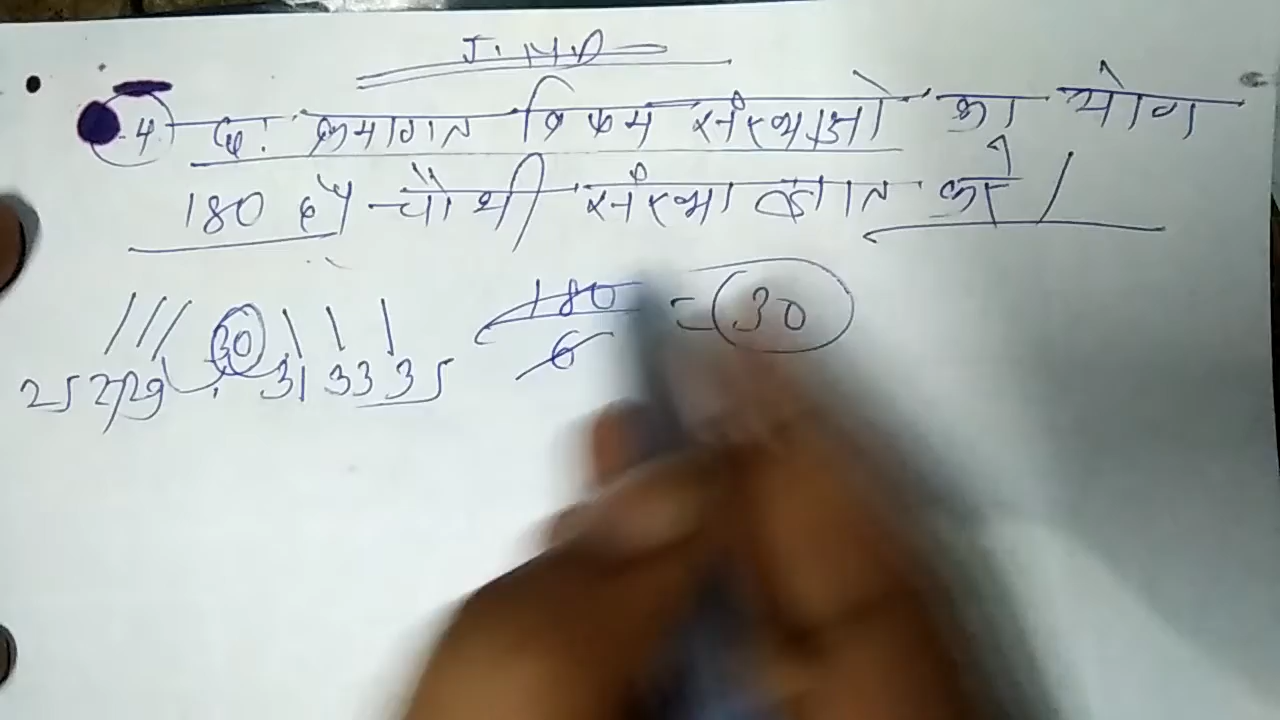 J.M.D
4 छः क्रमागत विषम संख्याओं का योग
180 है। चौथी संख्या ज्ञात करें।
180
6
= 30
30
25 27 29 31 33 35